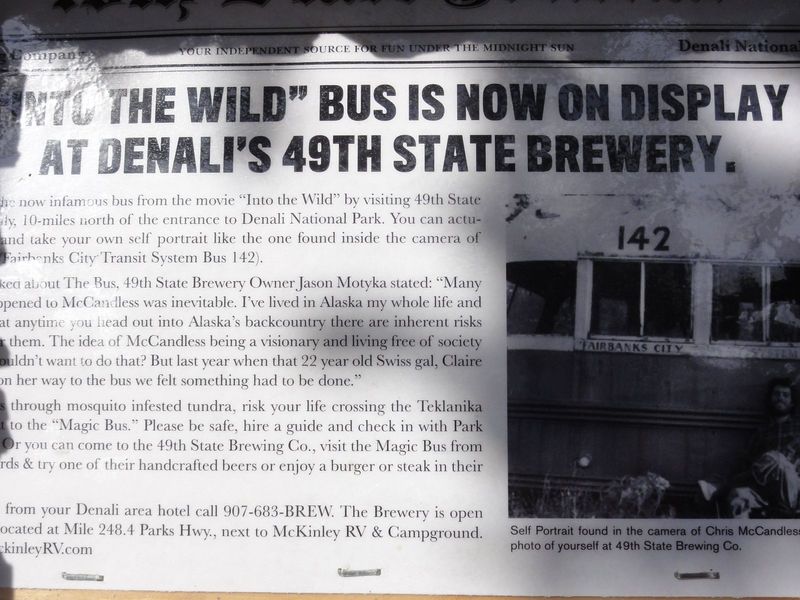 Company
YOUR INDEPENDENT SOURCE FOR FUN UNDER THE MIDNIGHT SUN
Denali National
"INTO THE WILD" BUS IS NOW ON DISPLAY
AT DENALI'S 49TH STATE BREWERY.
now infamous bus from the movie "Into the Wild" by visiting 49th State
10-miles north of the entrance to Denali National Park. You can actu-
and take your own self portrait like the one found inside the camera of
Fairbanks City Transit System Bus 142).
ked about The Bus, 49th State Brewery Owner Jason Motyka stated: "Many
ppened to McCandless was inevitable. I've lived in Alaska my whole life and
at anytime you head out into Alaska's backcountry there are inherent risks
them. The idea of McCandless being a visionary and living free of society
ouldn't want to do that? But last year when that 22 year old Swiss gal, Claire
on her way to the bus we felt something had to be done."
s through mosquito infested tundra, risk your life crossing the Teklanika
t to the "Magic Bus." Please be safe, hire a guide and check in with Park
Or you can come to the 49th State Brewing Co., visit the Magic Bus from
rds & try one of their handcrafted beers or enjoy a burger or steak in their
from your Denali area hotel call 907-683-BREW. The Brewery is open
ocated at Mile 248.4 Parks Hwy., next to McKinley RV & Campground.
ckinleyRV.com
142
FAIRBANKS CITY
SYSTEM
Self Portrait found in the camera of Chris McCandless
photo of yourself at 49th State Brewing Co.